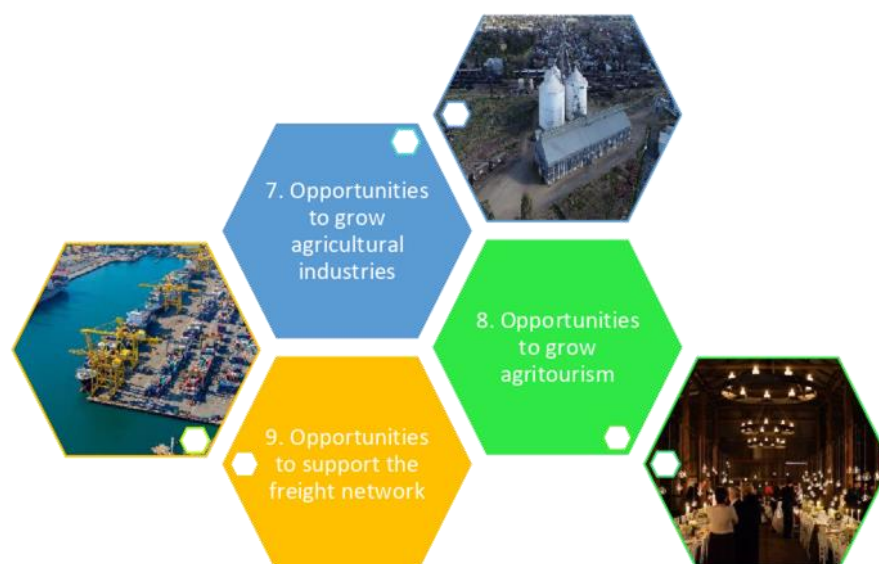 7. Opportunities
to grow
agricultural
industries
8. Opportunities
to grow
agritourism
9. Opportunities
to support the
freight network